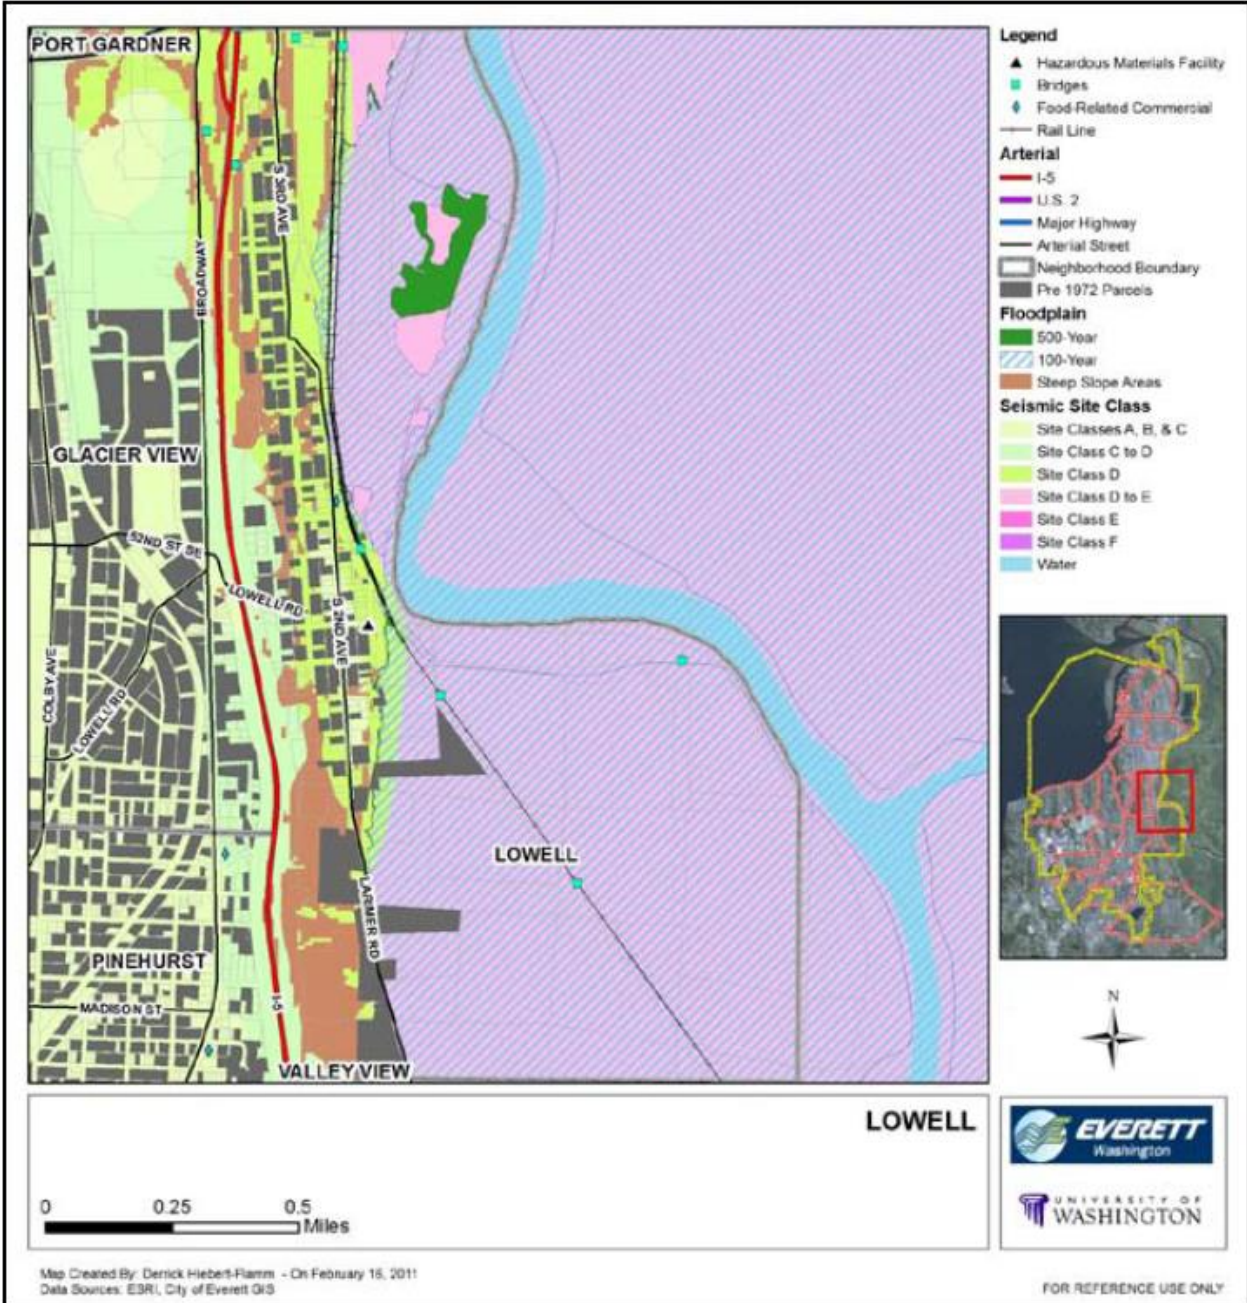 PORT GARDNER
S 3RD AVE
BROADWAY
GLACIER VIEW
52ND ST SE
LOWELL RD
S 2ND AVE
COLBY AVE
LOWELL RD
LOWELL
LARIMER RD
PINEHURST
MADISON ST
I-5
VALLEY VIEW
Legend
Hazardous Materials Facility
Bridges
Food-Related Commercial
Rail Line
Arterial
I-5
U.S. 2
Major Highway
Arterial Street
Neighborhood Boundary
Pre 1972 Parcels
Floodplain
500-Year
100-Year
Steep Slope Areas
Seismic Site Class
Site Classes A, B, & C
Site Class C to D
Site Class D
Site Class D to E
Site Class E
Site Class F
Water
N
LOWELL
0 0.25 0.5
Miles
EVERETT
Washington
UNIVERSITY OF
WASHINGTON
Map Created By: Derrick Hiebert-Flamm - On February 16, 2011
Data Sources: ESRI, City of Everett GIS
FOR REFERENCE USE ONLY